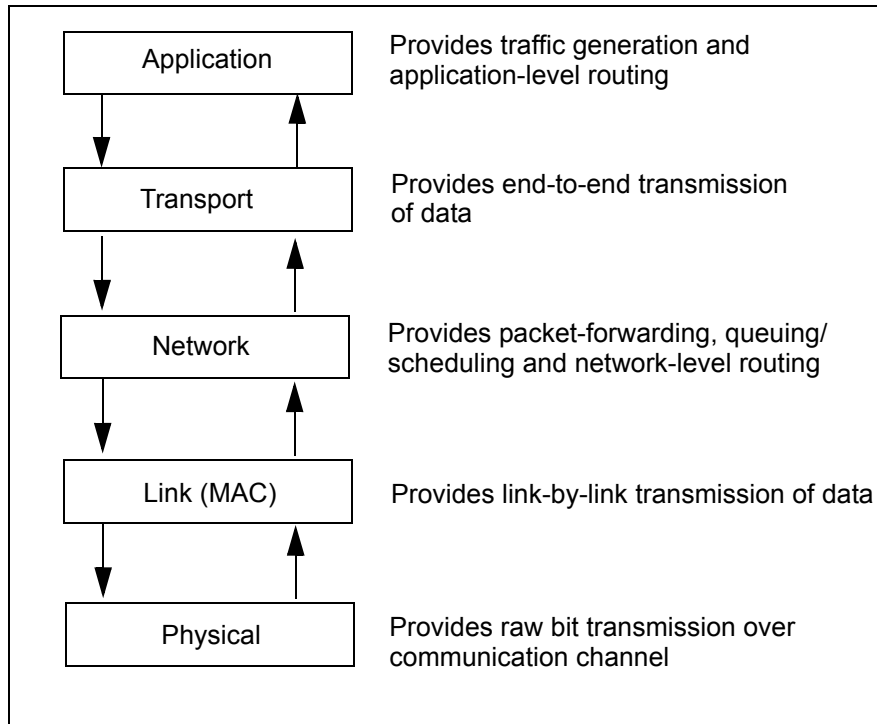 Application
Provides traffic generation and
application-level routing
Transport
Provides end-to-end transmission
of data
Network
Provides packet-forwarding, queuing/
scheduling and network-level routing
Link (MAC)
Provides link-by-link transmission of data
Physical
Provides raw bit transmission over
communication channel